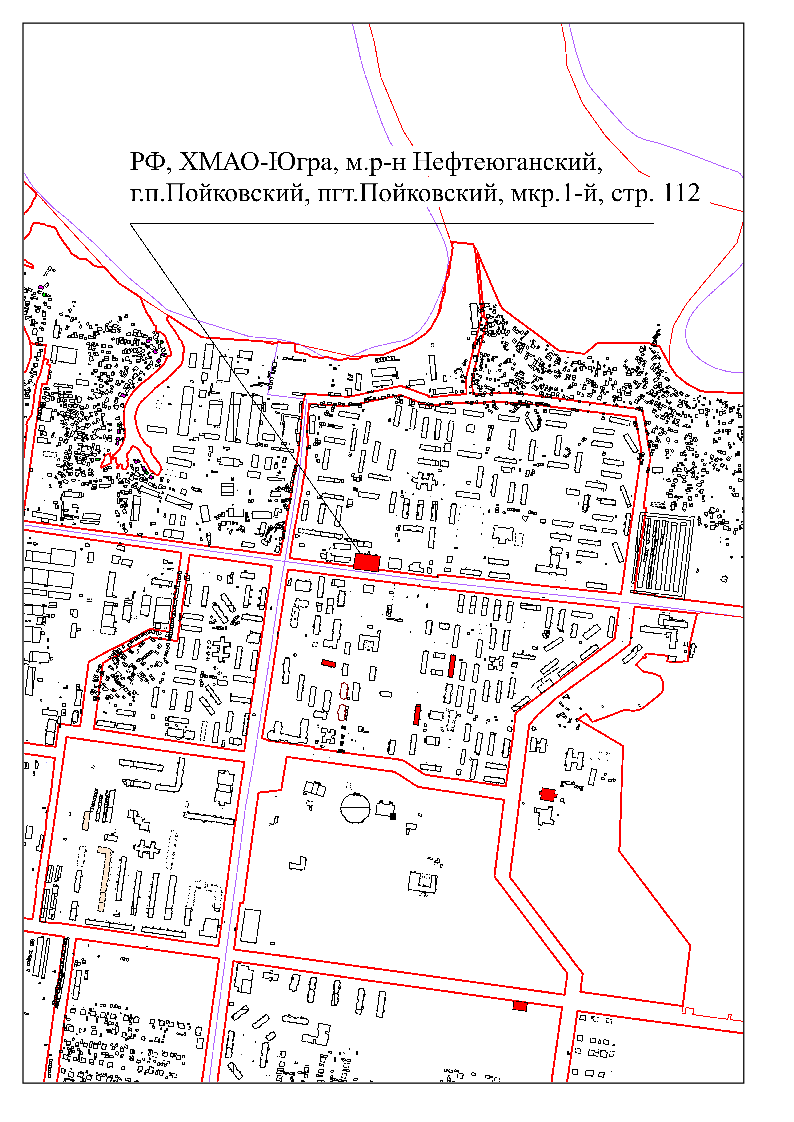 РФ, ХМАО-Югра, м.р-н Нефтеюганский,
г.п.Пойковский, пгт.Пойковский, мкр.1-й, стр. 112